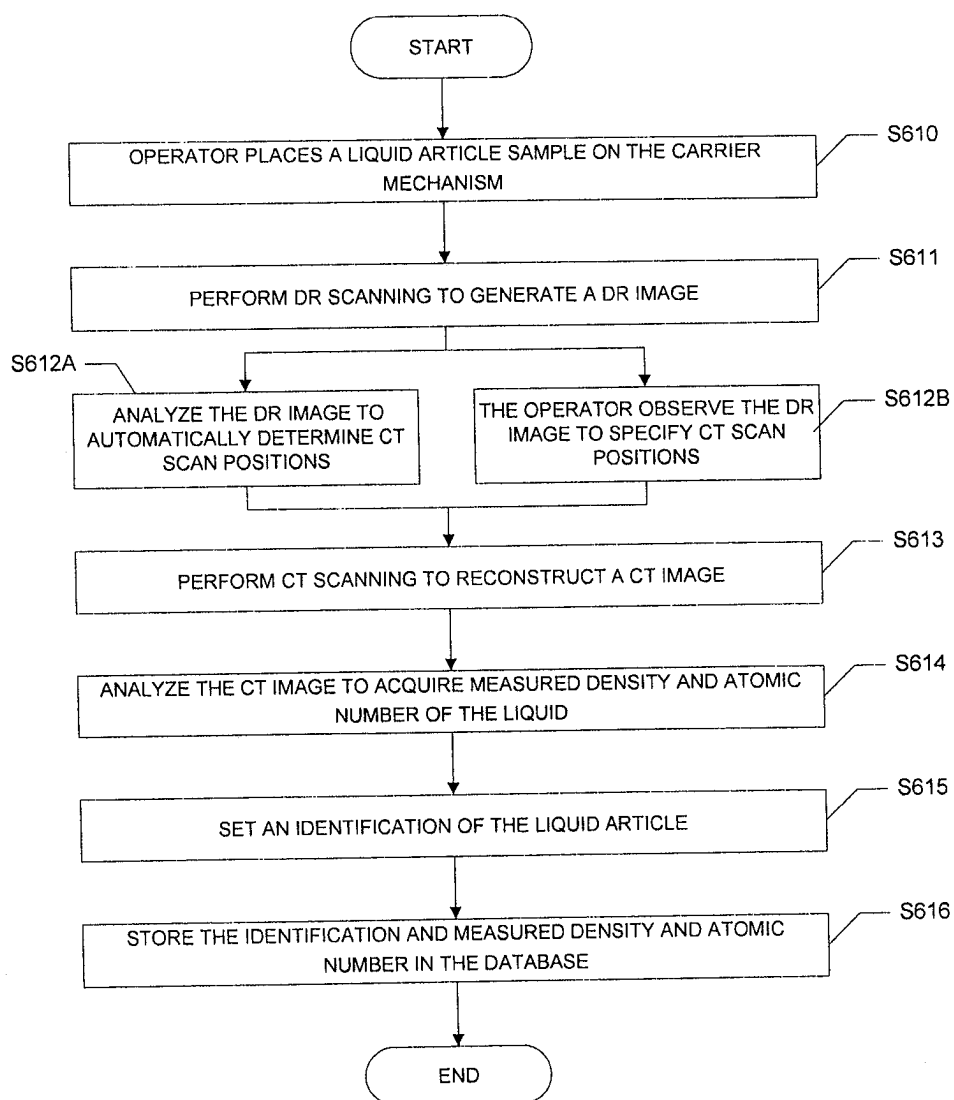 START
S610
OPERATOR PLACES A LIQUID ARTICLE SAMPLE ON THE CARRIER
MECHANISM
S611
PERFORM DR SCANNING TO GENERATE A DR IMAGE
S612A
ANALYZE THE DR IMAGE TO
AUTOMATICALLY DETERMINE CT
SCAN POSITIONS
S612B
THE OPERATOR OBSERVE THE DR
IMAGE TO SPECIFY CT SCAN
POSITIONS
S613
PERFORM CT SCANNING TO RECONSTRUCT A CT IMAGE
S614
ANALYZE THE CT IMAGE TO ACQUIRE MEASURED DENSITY AND ATOMIC
NUMBER OF THE LIQUID
S615
SET AN IDENTIFICATION OF THE LIQUID ARTICLE
S616
STORE THE IDENTIFICATION AND MEASURED DENSITY AND ATOMIC
NUMBER IN THE DATABASE
END